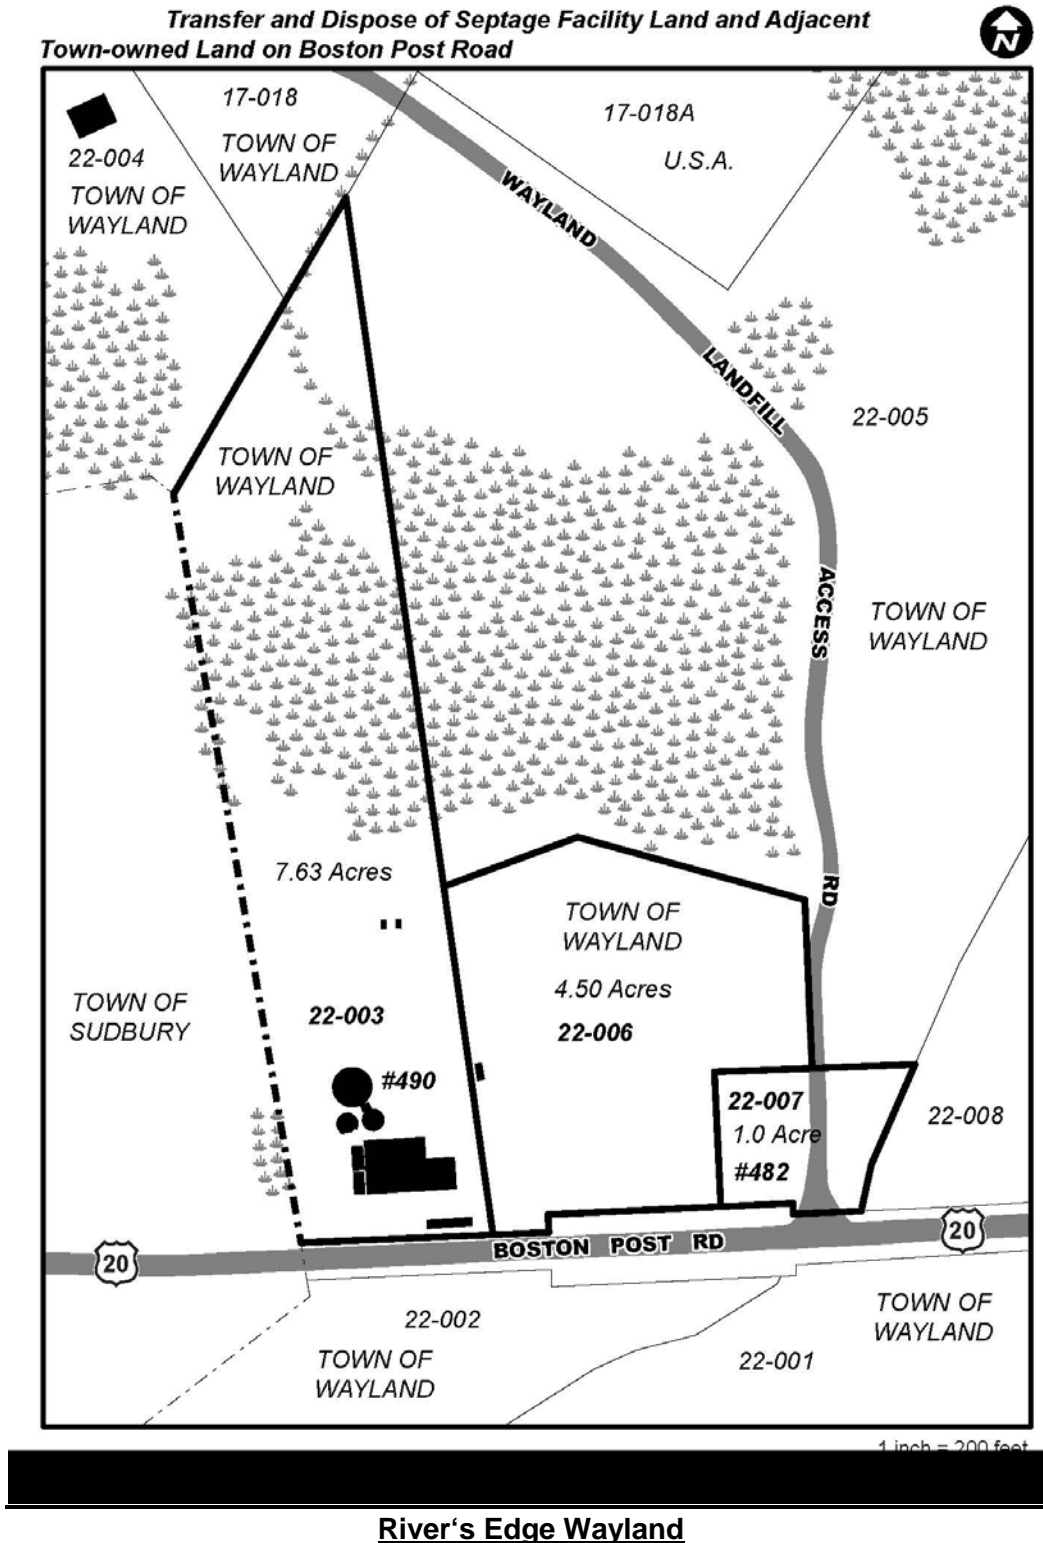 Transfer and Dispose of Septage Facility Land and Adjacent
Town-owned Land on Boston Post Road
N
17-018
TOWN OF
WAYLAND
17-018A
U.S.A.
22-004
TOWN OF
WAYLAND
WAYLAND
LANDFILL
ACCESS
RD
22-005
TOWN OF
WAYLAND
TOWN OF
WAYLAND
7.63 Acres
TOWN OF
WAYLAND
4.50 Acres
22-006
TOWN OF
SUDBURY
22-003
#490
22-007
1.0 Acre
#482
22-008
20
BOSTON POST RD
20
22-002
TOWN OF
WAYLAND
22-001
TOWN OF
WAYLAND
1 inch = 200 feet
River‘s Edge Wayland